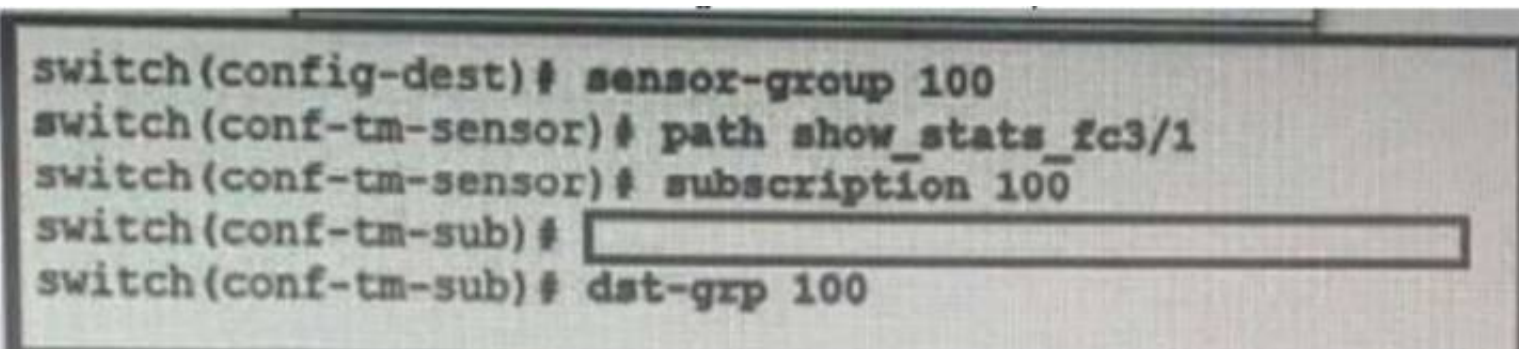 switch(config-dest)# sensor-group 100
switch(conf-tm-sensor)# path show_stats_fc3/1
switch(conf-tm-sensor)# subscription 100
switch(conf-tm-sub)#
switch(conf-tm-sub)# dst-grp 100